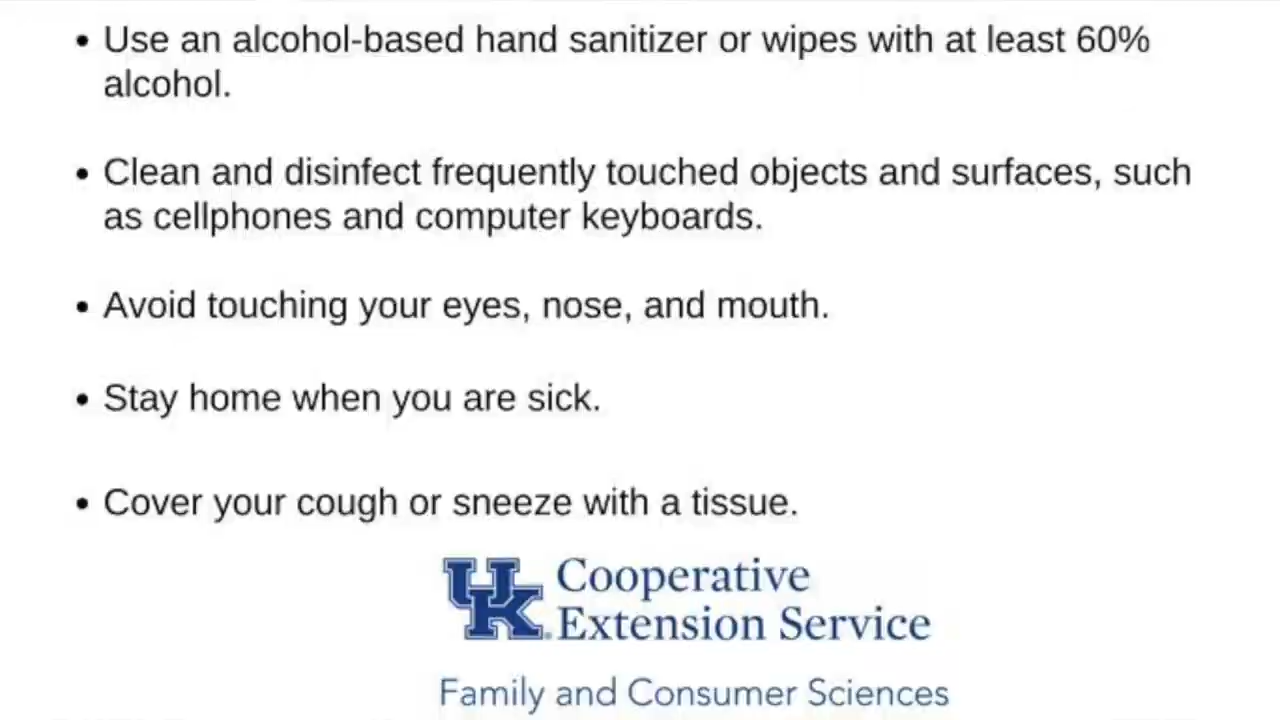 • Use an alcohol-based hand sanitizer or wipes with at least 60%
alcohol.
• Clean and disinfect frequently touched objects and surfaces, such
as cellphones and computer keyboards.
• Avoid touching your eyes, nose, and mouth.
• Stay home when you are sick.
• Cover your cough or sneeze with a tissue.
UK Cooperative
Extension Service
Family and Consumer Sciences